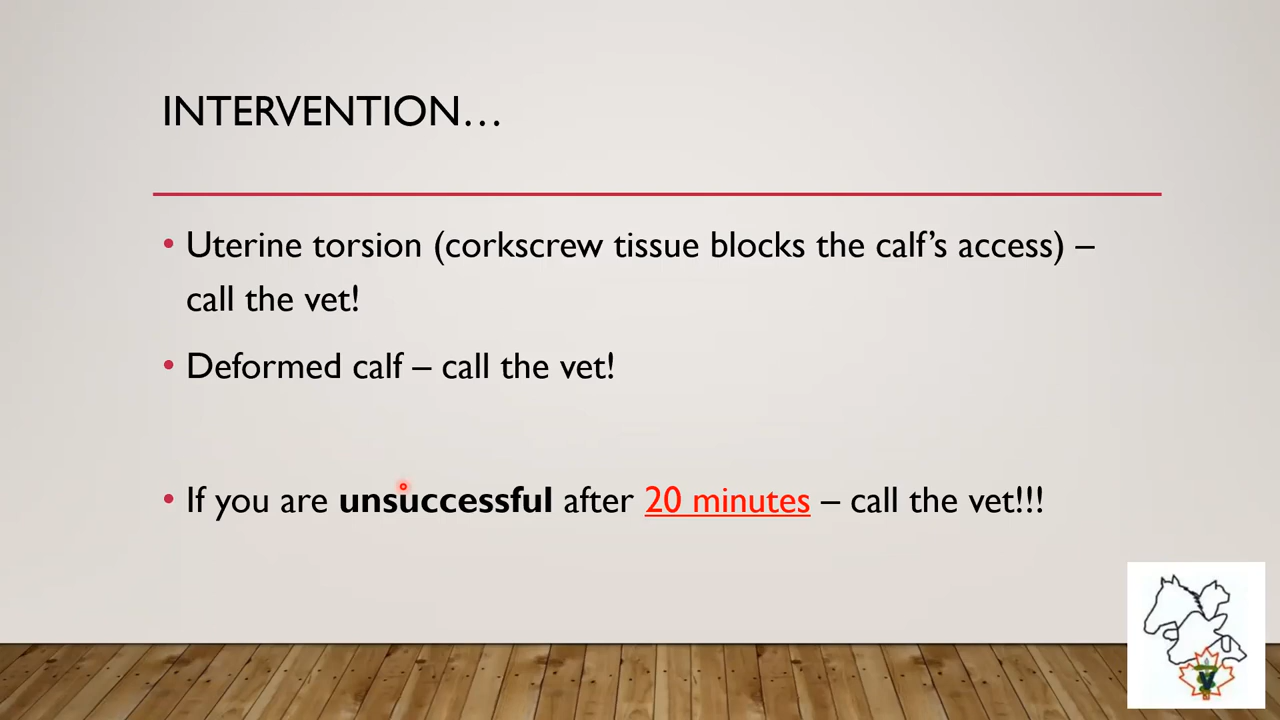 INTERVENTION…
• Uterine torsion (corkscrew tissue blocks the calf’s access) –
call the vet!
• Deformed calf – call the vet!
• If you are unsuccessful after 20 minutes – call the vet!!!